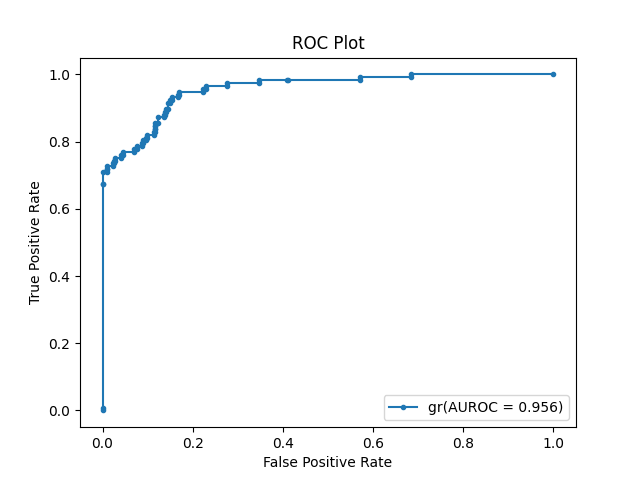 ROC Plot
True Positive Rate
1.0
0.8
0.6
0.4
0.2
0.0
gr(AUROC = 0.956)
0.0 0.2 0.4 0.6 0.8 1.0
False Positive Rate